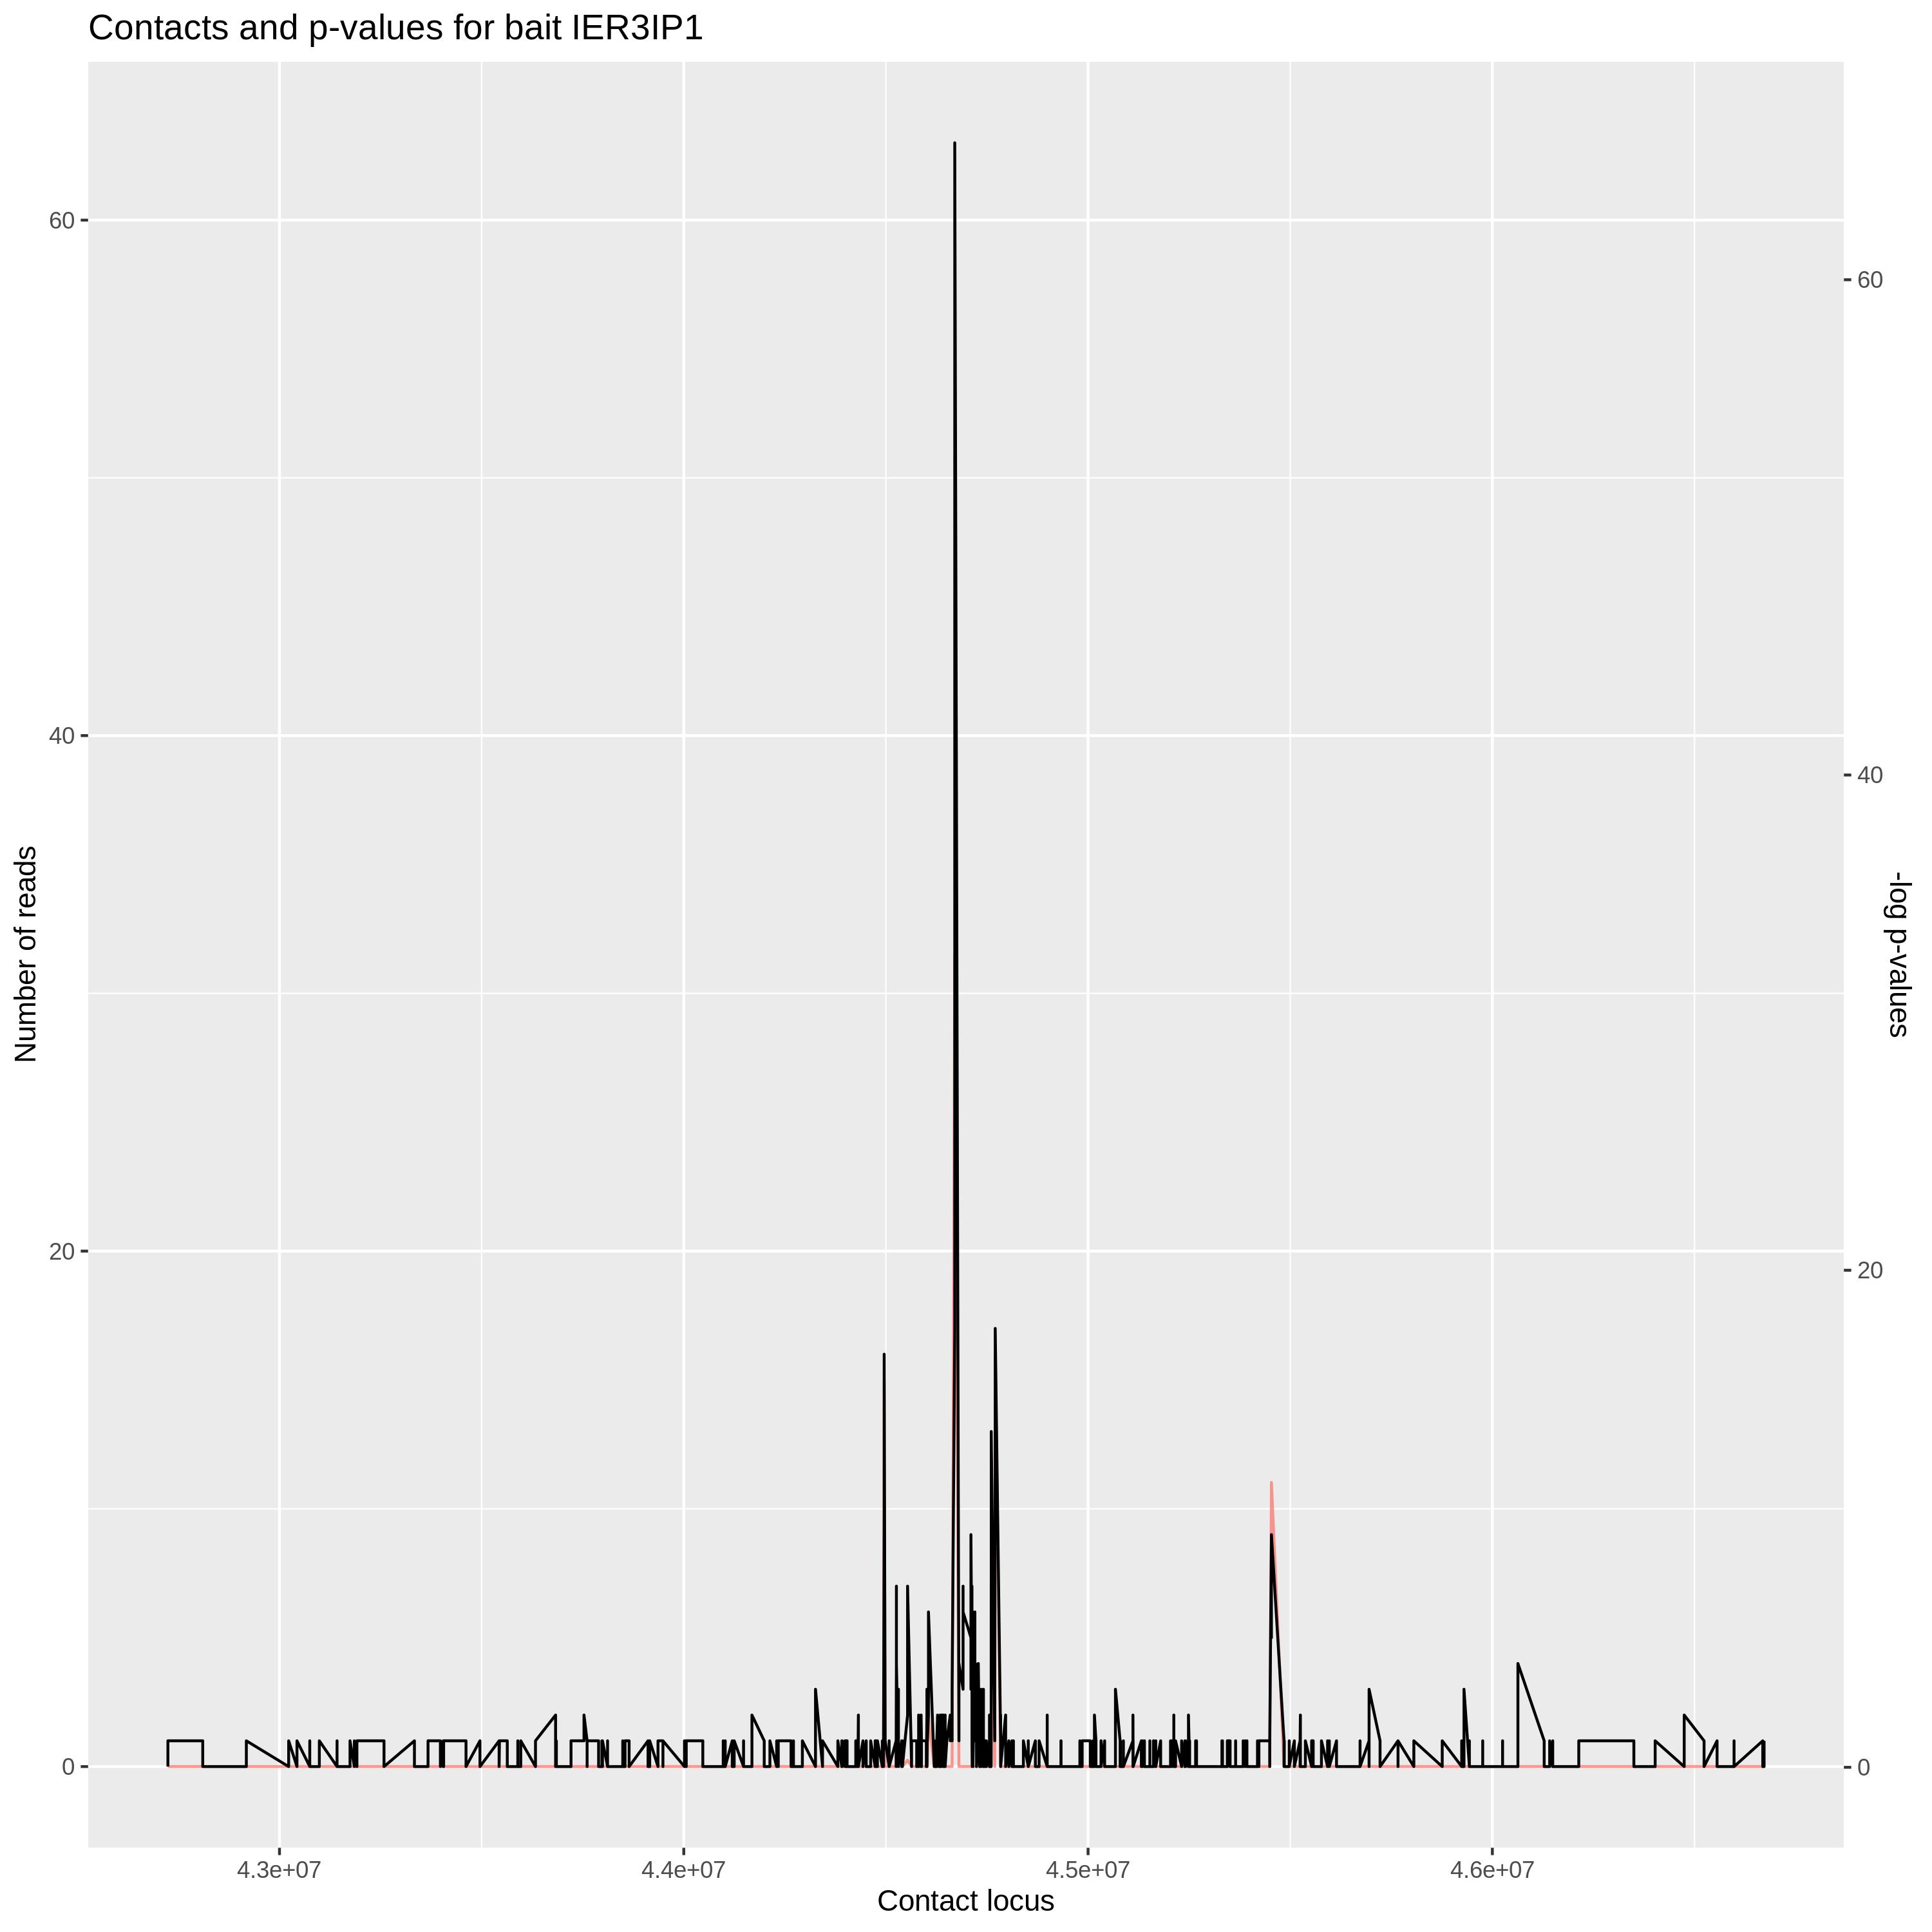 Contacts and p-values for bait IER3IP1
60
40
20
0
Number of reads
60
40
20
0
-log p-values
4.3e+07
4.4e+07
4.5e+07
4.6e+07
Contact locus